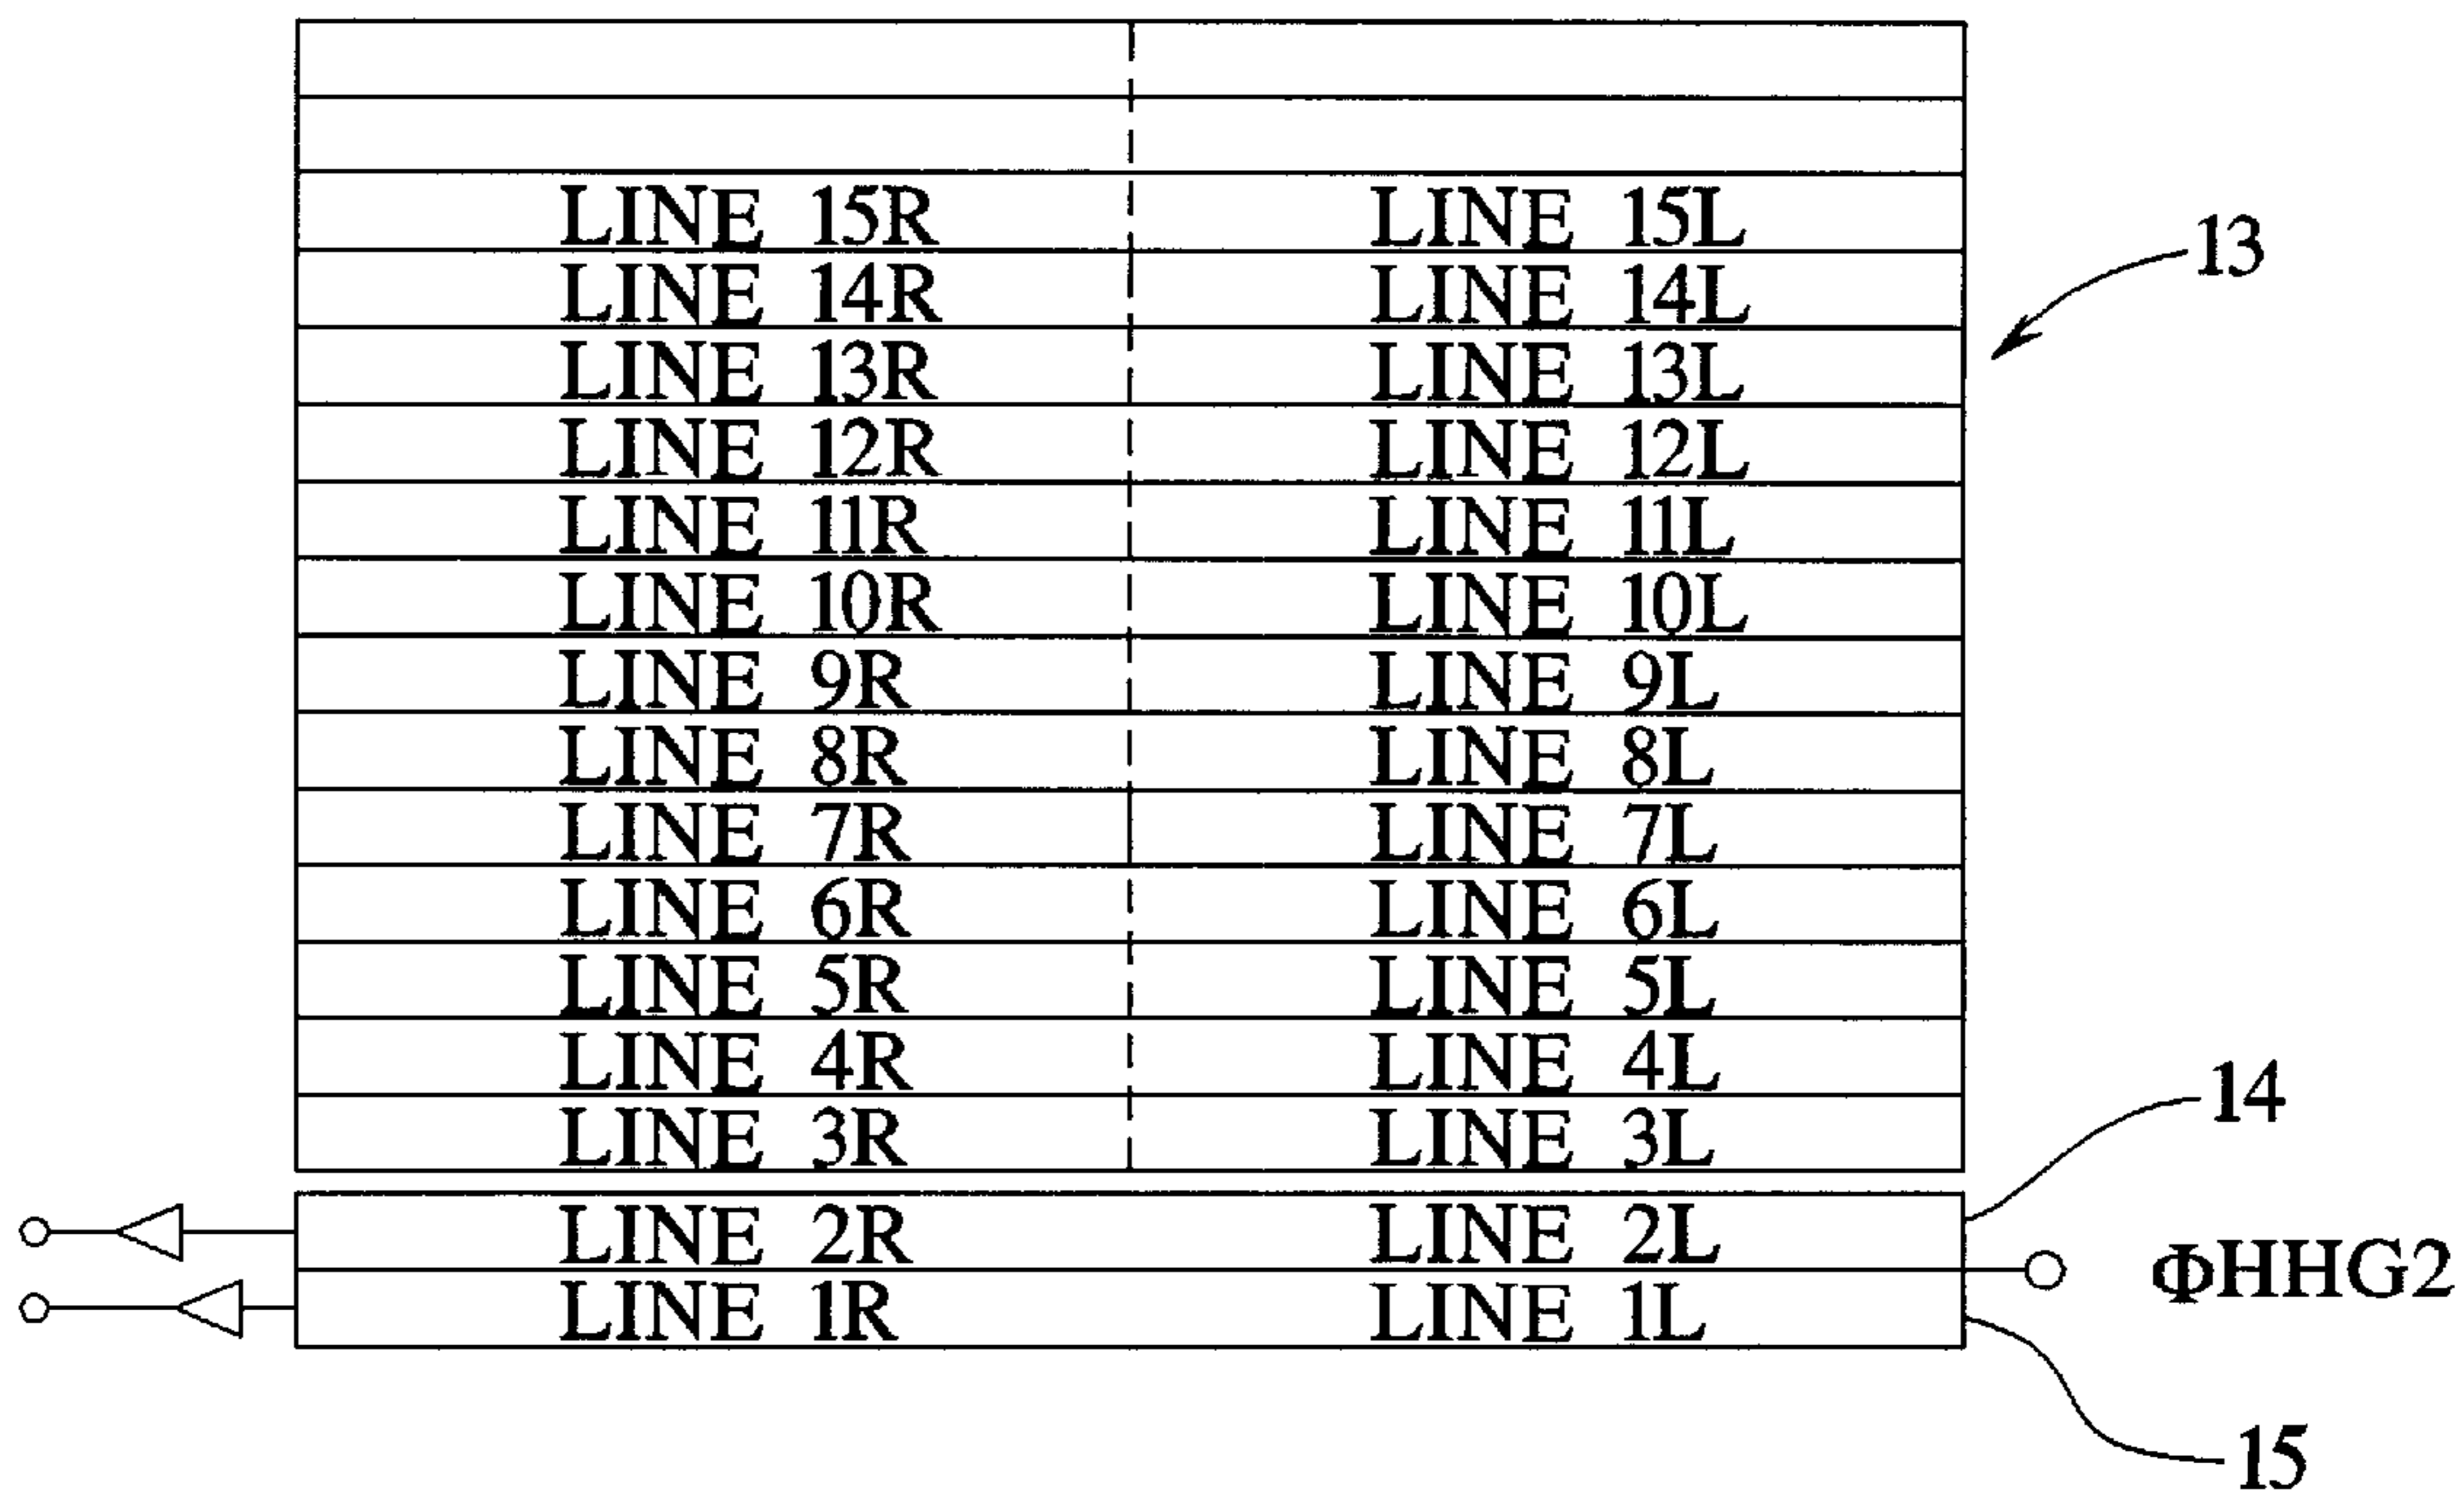 LINE 15R LINE 15L
13
LINE 14R LINE 14L
LINE 13R LINE 13L
LINE 12R LINE 12L
LINE 11R LINE 11L
LINE 10R LINE 10L
LINE 9R LINE 9L
LINE 8R LINE 8L
LINE 7R LINE 7L
LINE 6R LINE 6L
LINE 5R LINE 5L
LINE 4R LINE 4L
14
LINE 3R LINE 3L
LINE 2R LINE 2L
ΦHHG2
LINE 1R LINE 1L
15